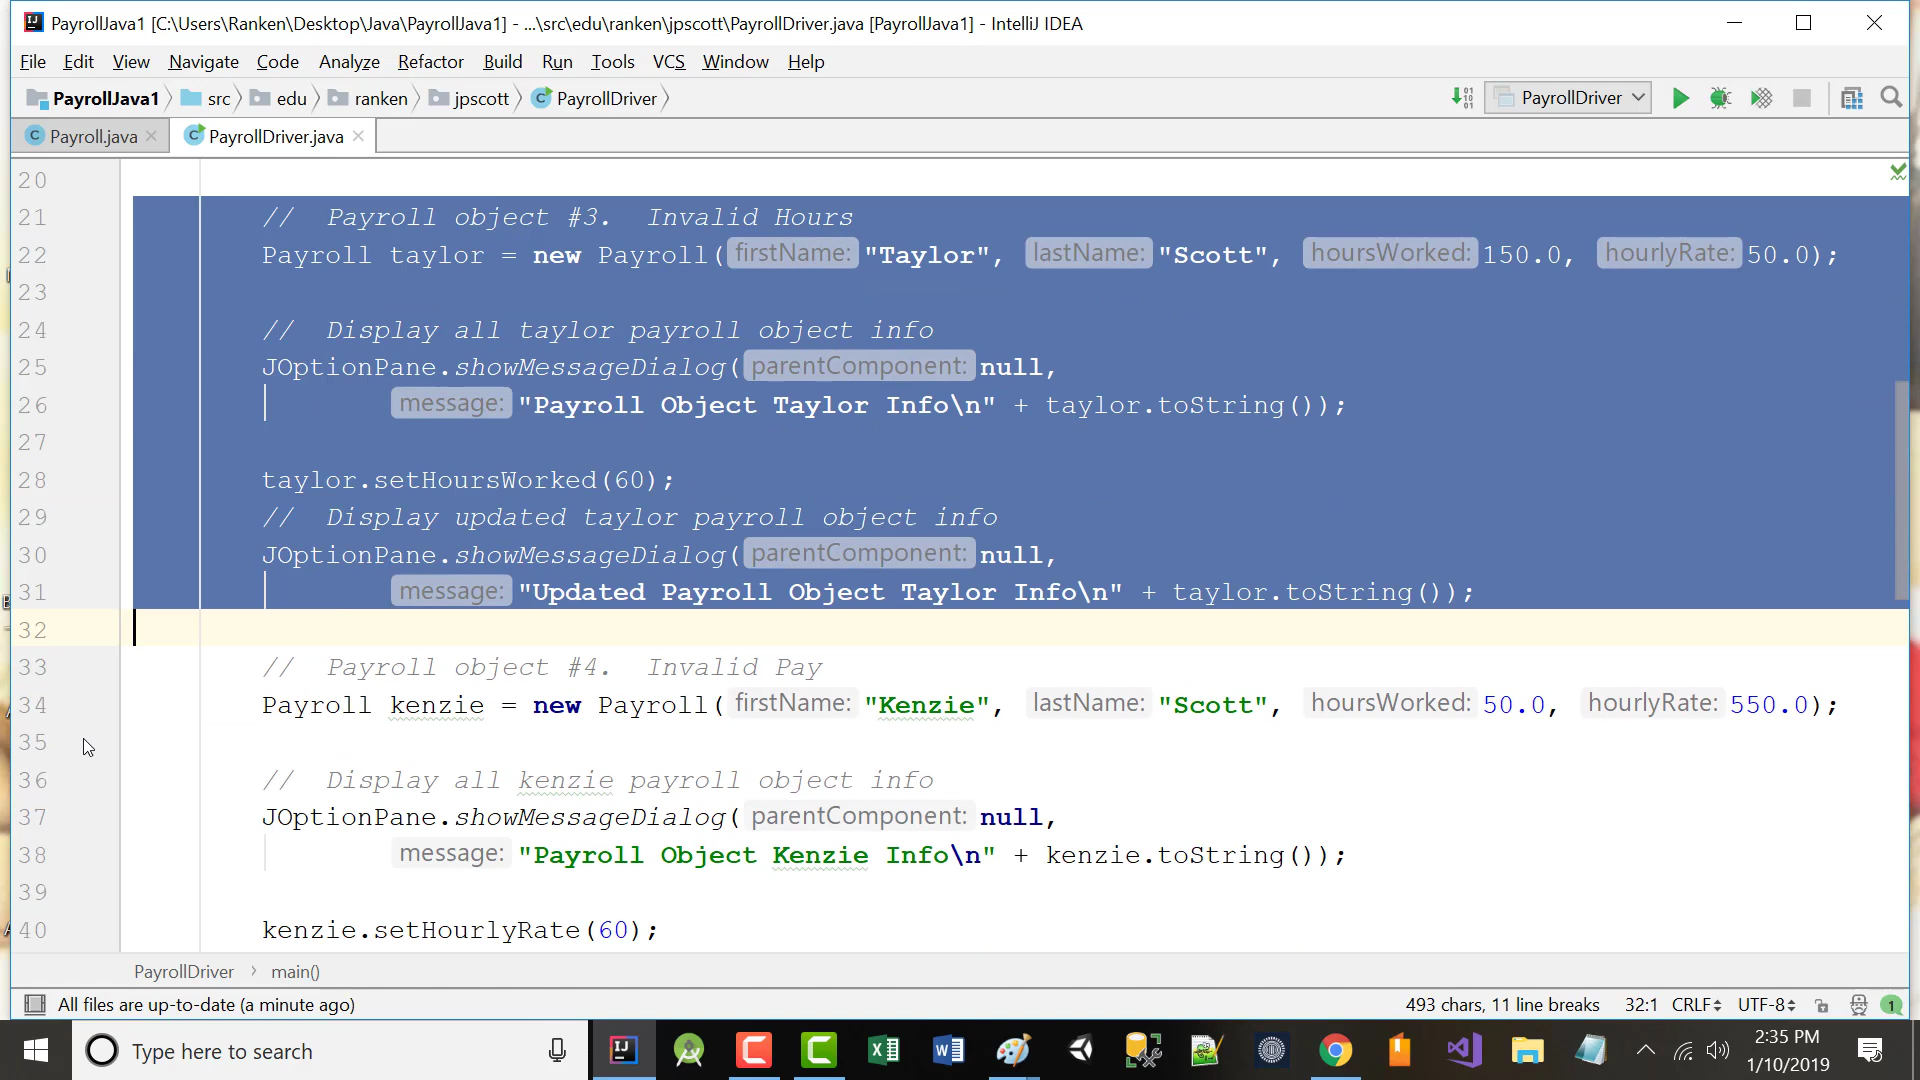 PayrollJava1 [C:\Users\Ranken\Desktop\Java\PayrollJava1] - ...\src\edu\ranken\jpscott\PayrollDriver.java [PayrollJava1] - IntelliJ IDEA
File Edit View Navigate Code Analyze Refactor Build Run Tools VCS Window Help
PayrollJava1 src edu ranken jpscott PayrollDriver PayrollDriver
Payroll.java PayrollDriver.java
20
21 // Payroll object #3. Invalid Hours
22 Payroll taylor = new Payroll( firstName: "Taylor", lastName: "Scott", hoursWorked: 150.0, hourlyRate: 50.0);
23
24 // Display all taylor payroll object info
25 JOptionPane.showMessageDialog( parentComponent: null,
26 message: "Payroll Object Taylor Info\n" + taylor.toString());
27
28 taylor.setHoursWorked(60);
29 // Display updated taylor payroll object info
30 JOptionPane.showMessageDialog( parentComponent: null,
31 message: "Updated Payroll Object Taylor Info\n" + taylor.toString());
32
33 // Payroll object #4. Invalid Pay
34 Payroll kenzie = new Payroll( firstName: "Kenzie", lastName: "Scott", hoursWorked: 50.0, hourlyRate: 550.0);
35
36 // Display all kenzie payroll object info
37 JOptionPane.showMessageDialog( parentComponent: null,
38 message: "Payroll Object Kenzie Info\n" + kenzie.toString());
39
40 kenzie.setHourlyRate(60);
PayrollDriver > main()
All files are up-to-date (a minute ago) 493 chars, 11 line breaks 32:1 CRLF UTF-8 1
Type here to search 2:35 PM
1/10/2019